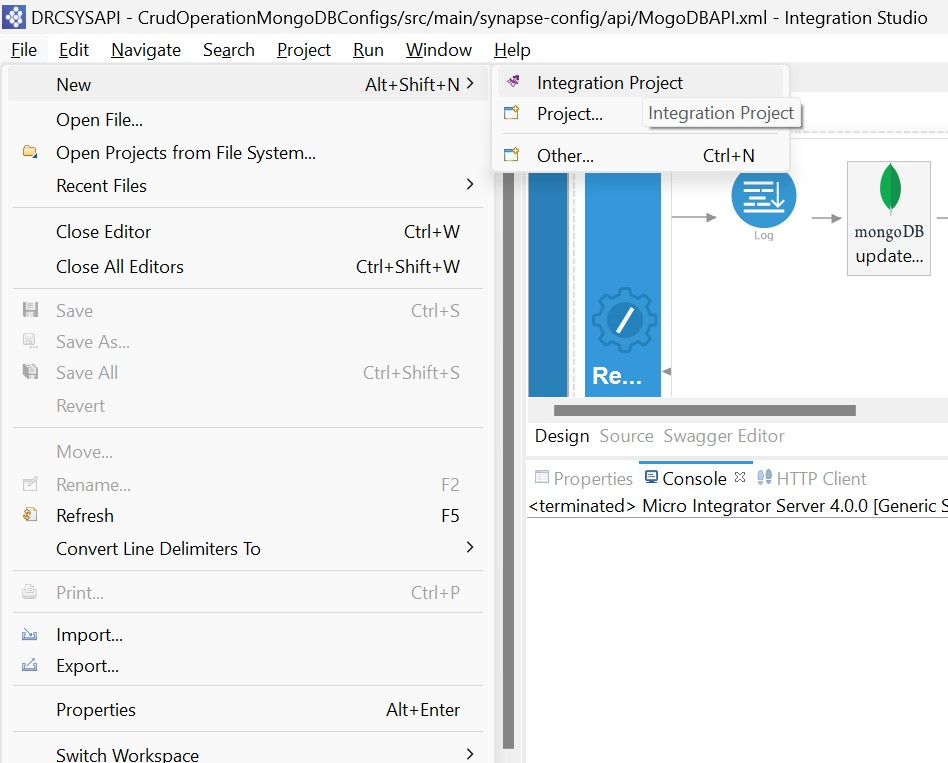 DRCSYSAPI - CrudOperationMongoDBConfigs/src/main/synapse-config/api/MogoDBAPI.xml - Integration Studio
File Edit Navigate Search Project Run Window Help
New Alt+Shift+N
Open File...
Open Projects from File System...
Recent Files
Close Editor Ctrl+W
Close All Editors Ctrl+Shift+W
Save Ctrl+S
Save As...
Save All Ctrl+Shift+S
Revert
Move...
Rename... F2
Refresh F5
Convert Line Delimiters To
Print... Ctrl+P
Import...
Export...
Properties Alt+Enter
Switch Workspace
Integration Project
Project...
Integration Project
Other... Ctrl+N
Log
mongoDB
update...
Re...
Design Source Swagger Editor
Properties Console HTTP Client
<terminated> Micro Integrator Server 4.0.0 [Generic S